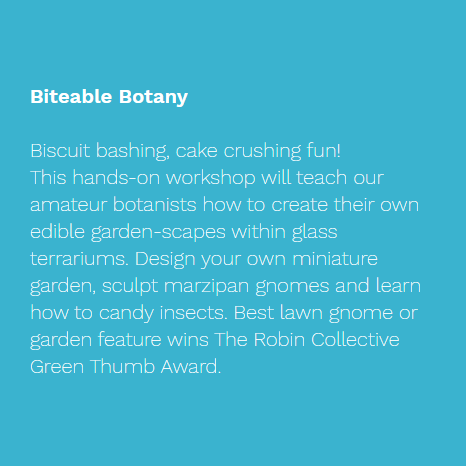 Biteable Botany
Biscuit bashing, cake crushing fun!
This hands-on workshop will teach our
amateur botanists how to create their own
edible garden-scapes within glass
terrariums. Design your own miniature
garden, sculpt marzipan gnomes and learn
how to candy insects. Best lawn gnome or
garden feature wins The Robin Collective
Green Thumb Award.